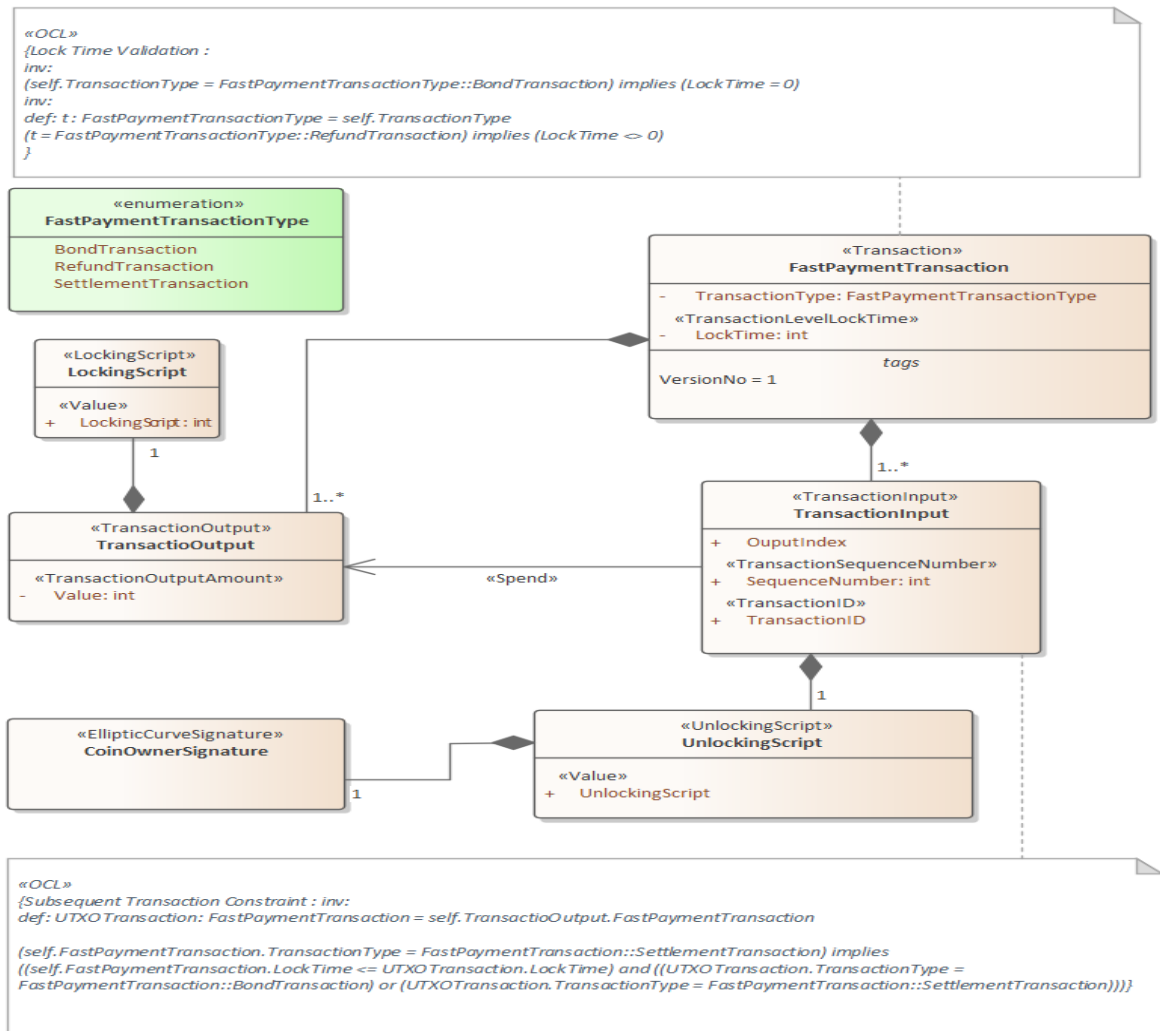 «OCL»
{Lock Time Validation :
inv:
(self.TransactionType = FastPaymentTransactionType::BondTransaction) implies (LockTime = 0)
inv:
def: t : FastPaymentTransactionType = self.TransactionType
(t = FastPaymentTransactionType::RefundTransaction) implies (LockTime <> 0)
}
«enumeration»
FastPaymentTransactionType
BondTransaction
RefundTransaction
SettlementTransaction
«Transaction»
FastPaymentTransaction
- TransactionType: FastPaymentTransactionType
«TransactionLevelLockTime»
- LockTime: int
tags
VersionNo = 1
«LockingScript»
LockingScript
«Value»
+ LockingScript: int
1
1..*
1..*
«TransactionOutput»
TransactioOutput
«TransactionOutputAmount»
- Value: int
«Spend»
«TransactionInput»
TransactionInput
+ OuputIndex
«TransactionSequenceNumber»
+ SequenceNumber: int
«TransactionID»
+ TransactionID
1
«EllipticCurveSignature»
CoinOwnerSignature
1
«UnlockingScript»
UnlockingScript
«Value»
+ UnlockingScript
«OCL»
{Subsequent Transaction Constraint : inv:
def: UTXOTransaction: FastPaymentTransaction = self.TransactioOutput.FastPaymentTransaction
(self.FastPaymentTransaction.TransactionType = FastPaymentTransaction::SettlementTransaction) implies
((self.FastPaymentTransaction.LockTime <= UTXOTransaction.LockTime) and ((UTXOTransaction.TransactionType =
FastPaymentTransaction::BondTransaction) or (UTXOTransaction.TransactionType = FastPaymentTransaction::SettlementTransaction)))}